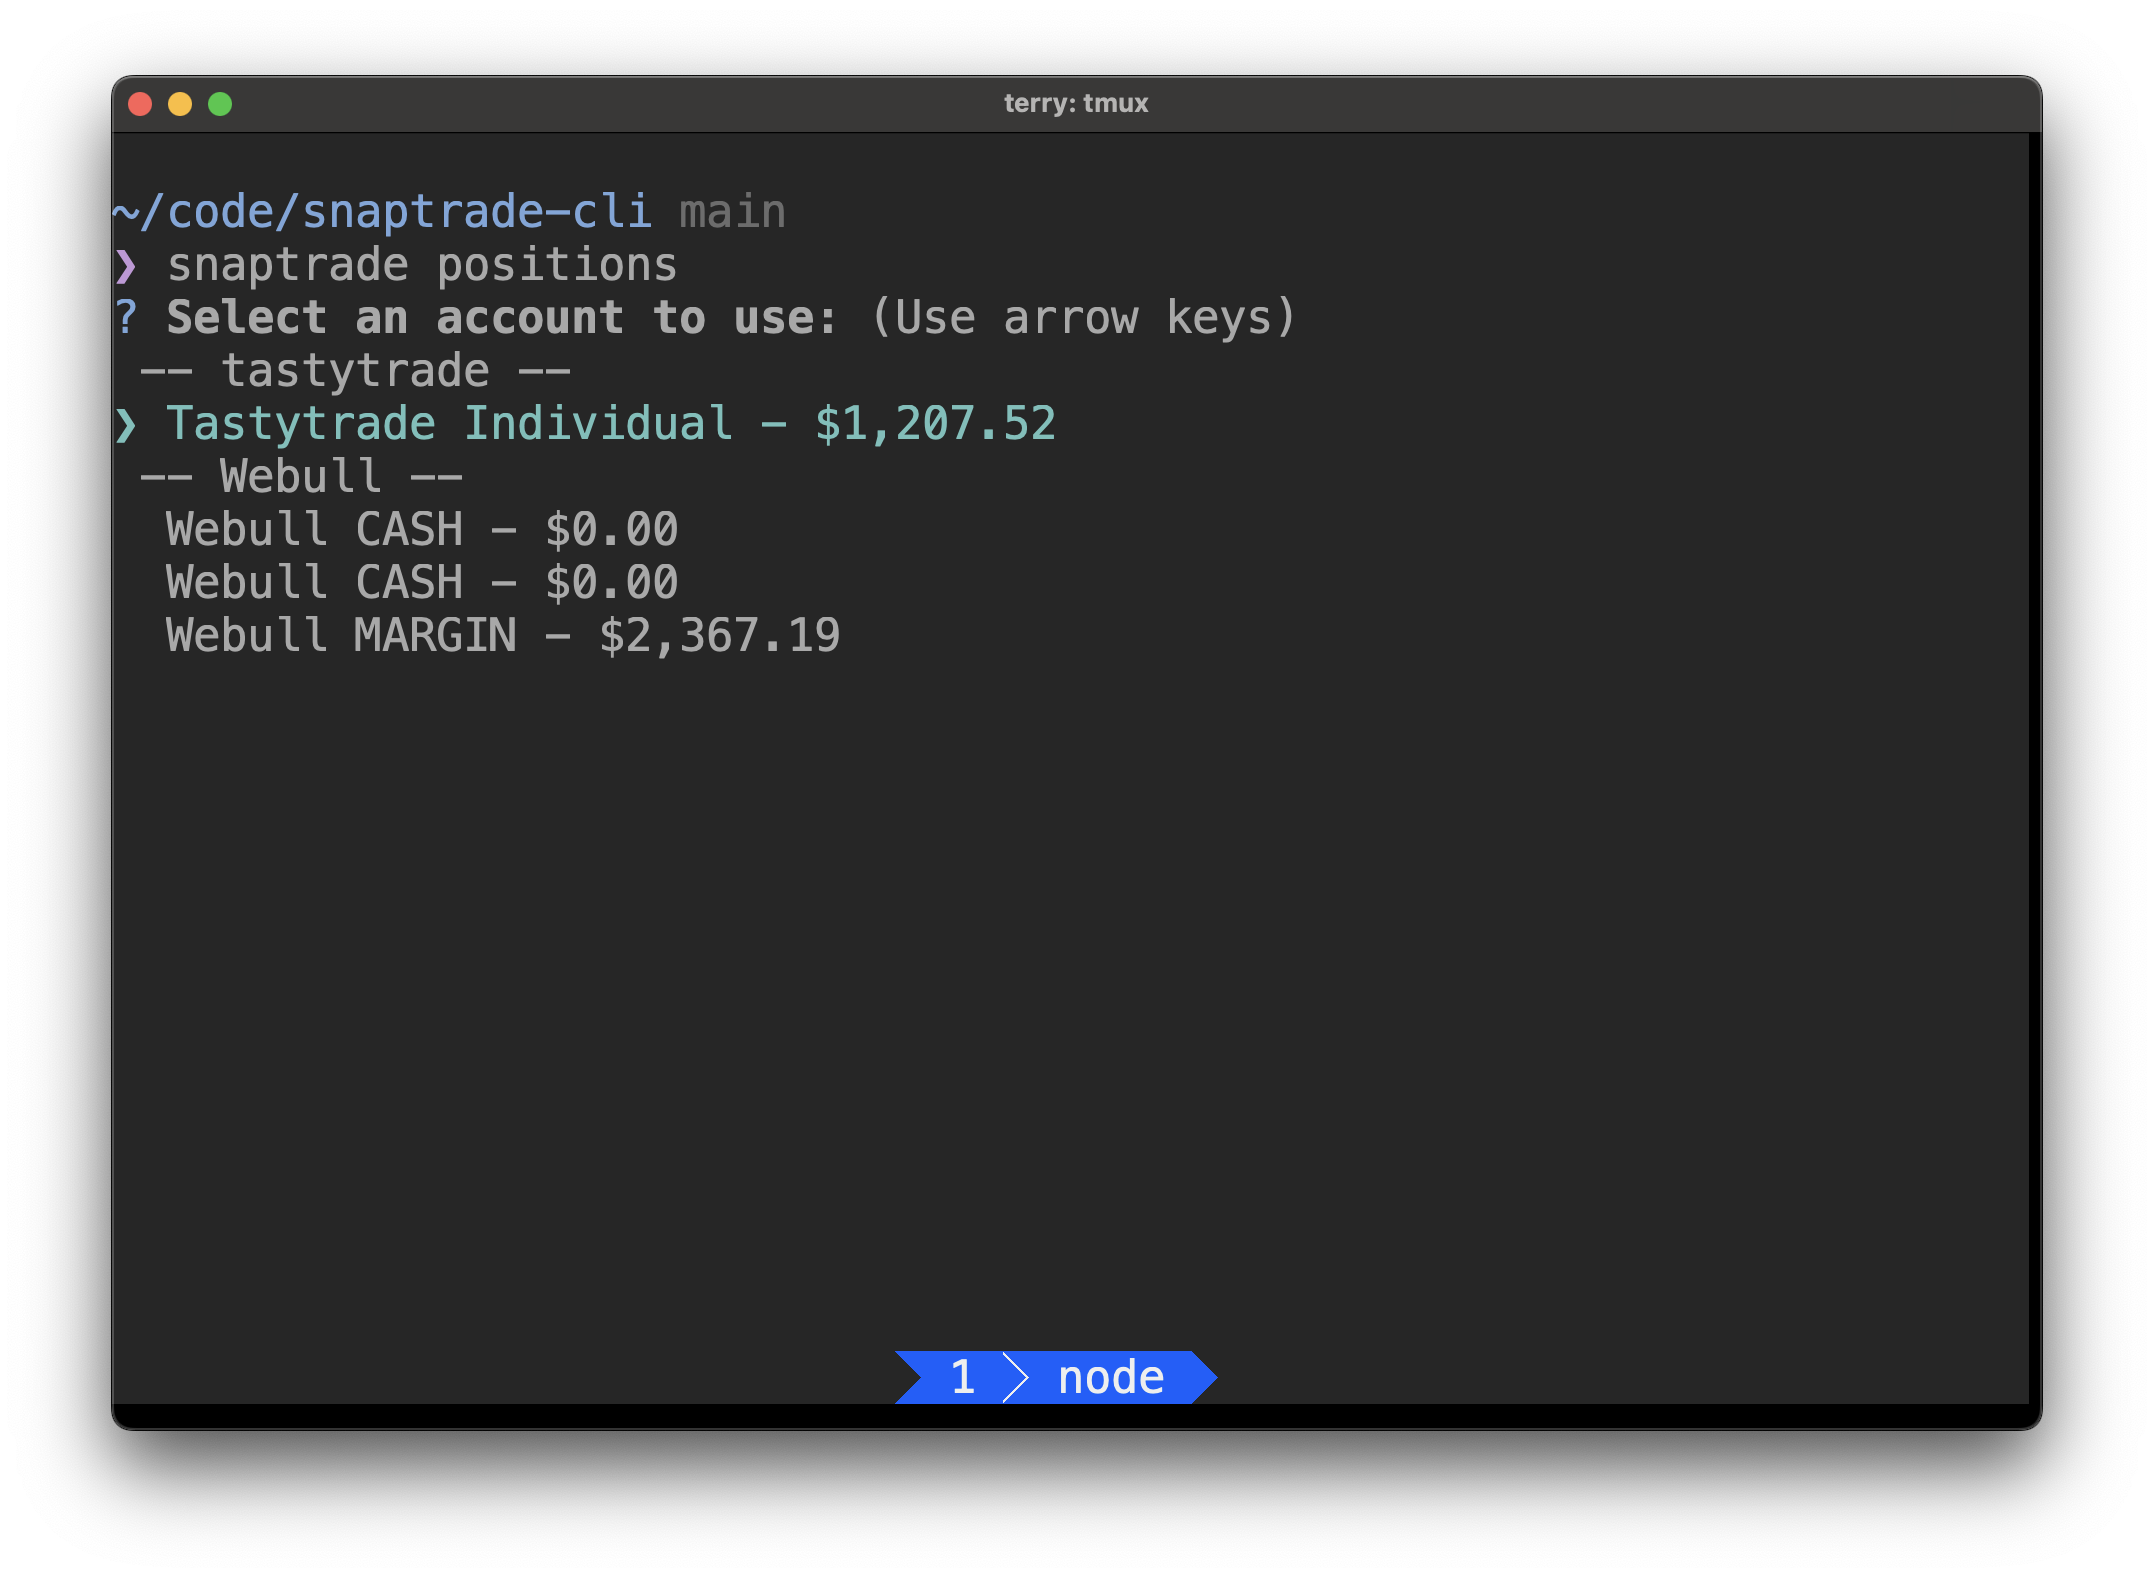 terry: tmux
~/code/snaptrade-cli main
❯ snaptrade positions
? Select an account to use: (Use arrow keys)
-- tastytrade --
❯ Tastytrade Individual - $1,207.52
-- Webull --
Webull CASH - $0.00
Webull CASH - $0.00
Webull MARGIN - $2,367.19
1 node